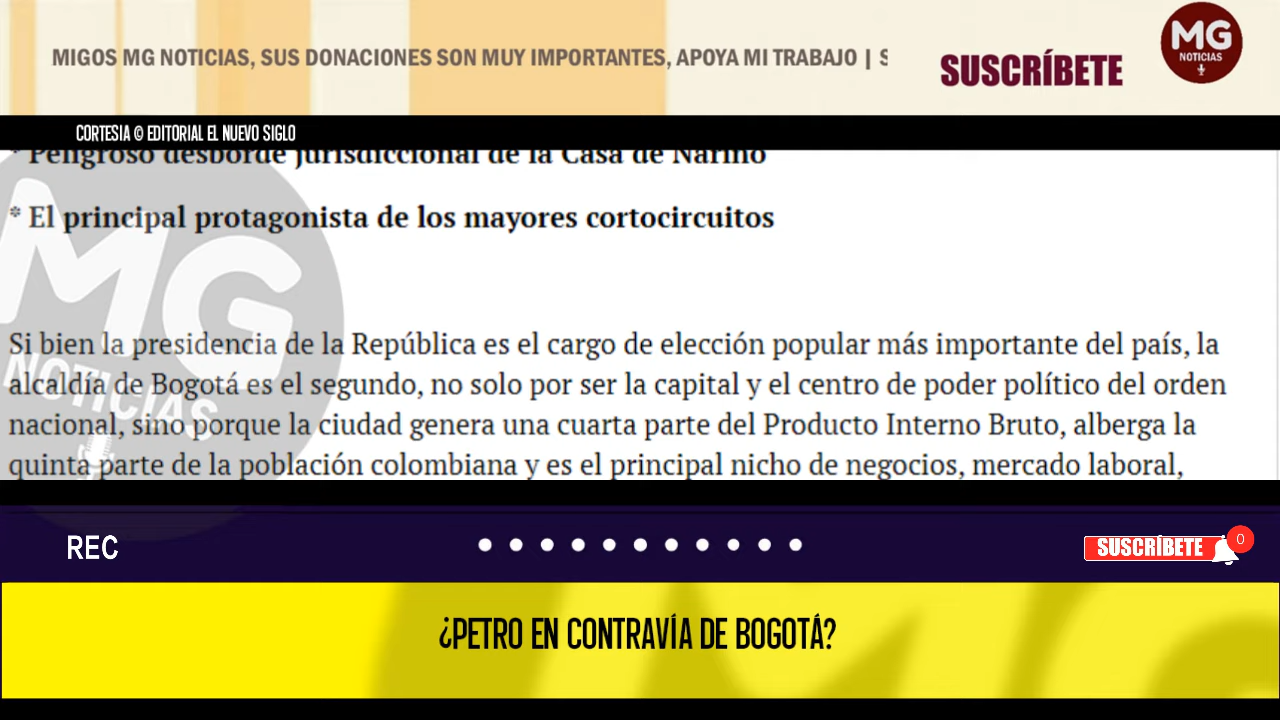 MIGOS MG NOTICIAS, SUS DONACIONES SON MUY IMPORTANTES, APOYA MI TRABAJO | S
SUSCRÍBETE
MG
NOTICIAS
CORTESIA © EDITORIAL EL NUEVO SIGLO
* Peligroso desborde jurisdiccional de la Casa de Nariño
* El principal protagonista de los mayores cortocircuitos
MG
NOTICIAS
Si bien la presidencia de la República es el cargo de elección popular más importante del país, la
alcaldía de Bogotá es el segundo, no solo por ser la capital y el centro de poder político del orden
nacional, sino porque la ciudad genera una cuarta parte del Producto Interno Bruto, alberga la
quinta parte de la población colombiana y es el principal nicho de negocios, mercado laboral,
REC
SUSCRÍBETE
0
¿PETRO EN CONTRAVÍA DE BOGOTÁ?